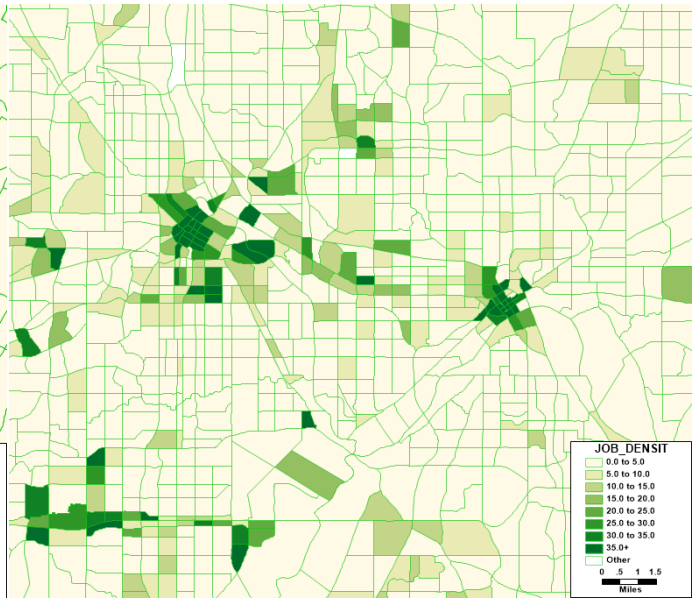 JOB_DENSIT
0.0 to 5.0
5.0 to 10.0
10.0 to 15.0
15.0 to 20.0
20.0 to 25.0
25.0 to 30.0
30.0 to 35.0
35.0+
Other
0 .5 1 1.5
Miles